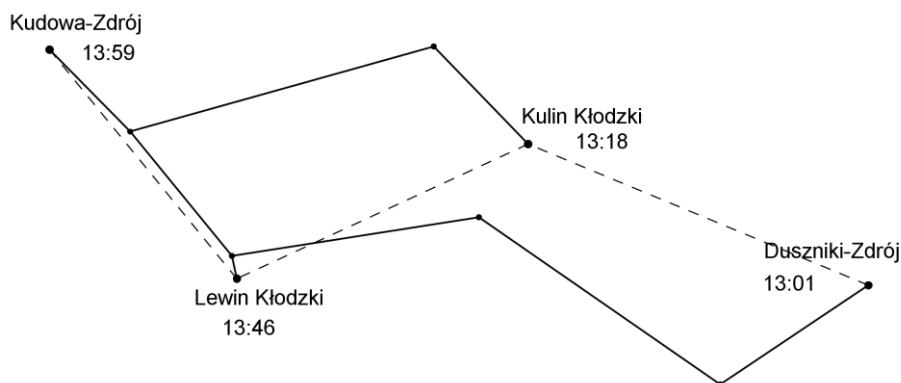 Kudowa-Zdrój
13:59
Kulin Kłodzki
13:18
Duszniki-Zdrój
13:01
Lewin Kłodzki
13:46